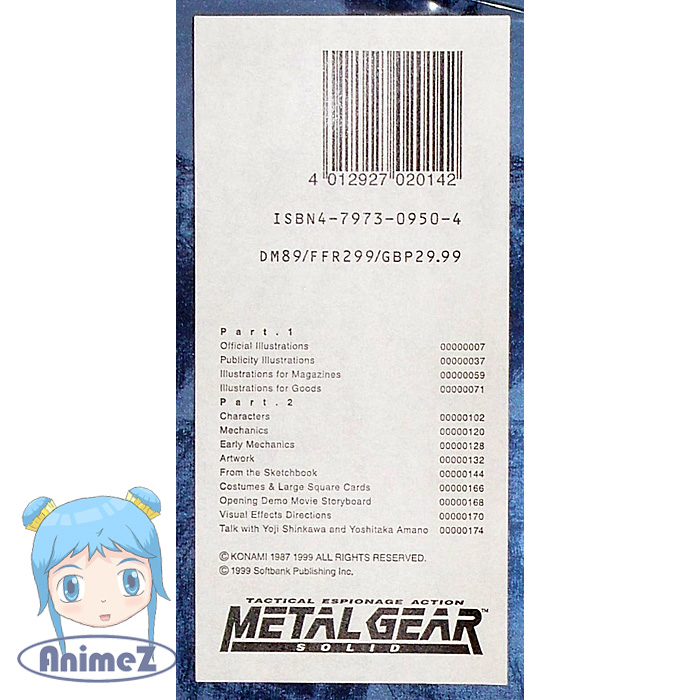 4 012927 020142
ISBN4-7973-0950-4
DM89/FFR299/GBP29.99
Part.1
Official Illustrations 00000007
Publicity Illustrations 00000037
Illustrations for Magazines 00000059
Illustrations for Goods 00000071
Part.2
Characters 00000102
Mechanics 00000120
Early Mechanics 00000128
Artwork 00000132
From the Sketchbook 00000144
Costumes & Large Square Cards 00000166
Opening Demo Movie Storyboard 00000168
Visual Effects Directions 00000170
Talk with Yoji Shinkawa and Yoshitaka Amano 00000174
© KONAMI 1987 1999 ALL RIGHTS RESERVED.
© 1999 Softbank Publishing Inc.
TACTICAL ESPIONAGE ACTION
METAL GEAR™
SOLID
AnimeZ